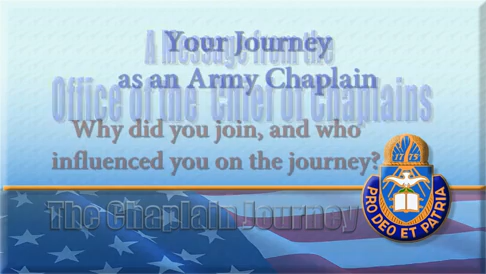 A Message from the
Your Journey
as an Army Chaplain
Office of the Chief of Chaplains
Why did you join, and who
influenced you on the journey?
The Chaplain Journey
1775
PRO DEO ET PATRIA